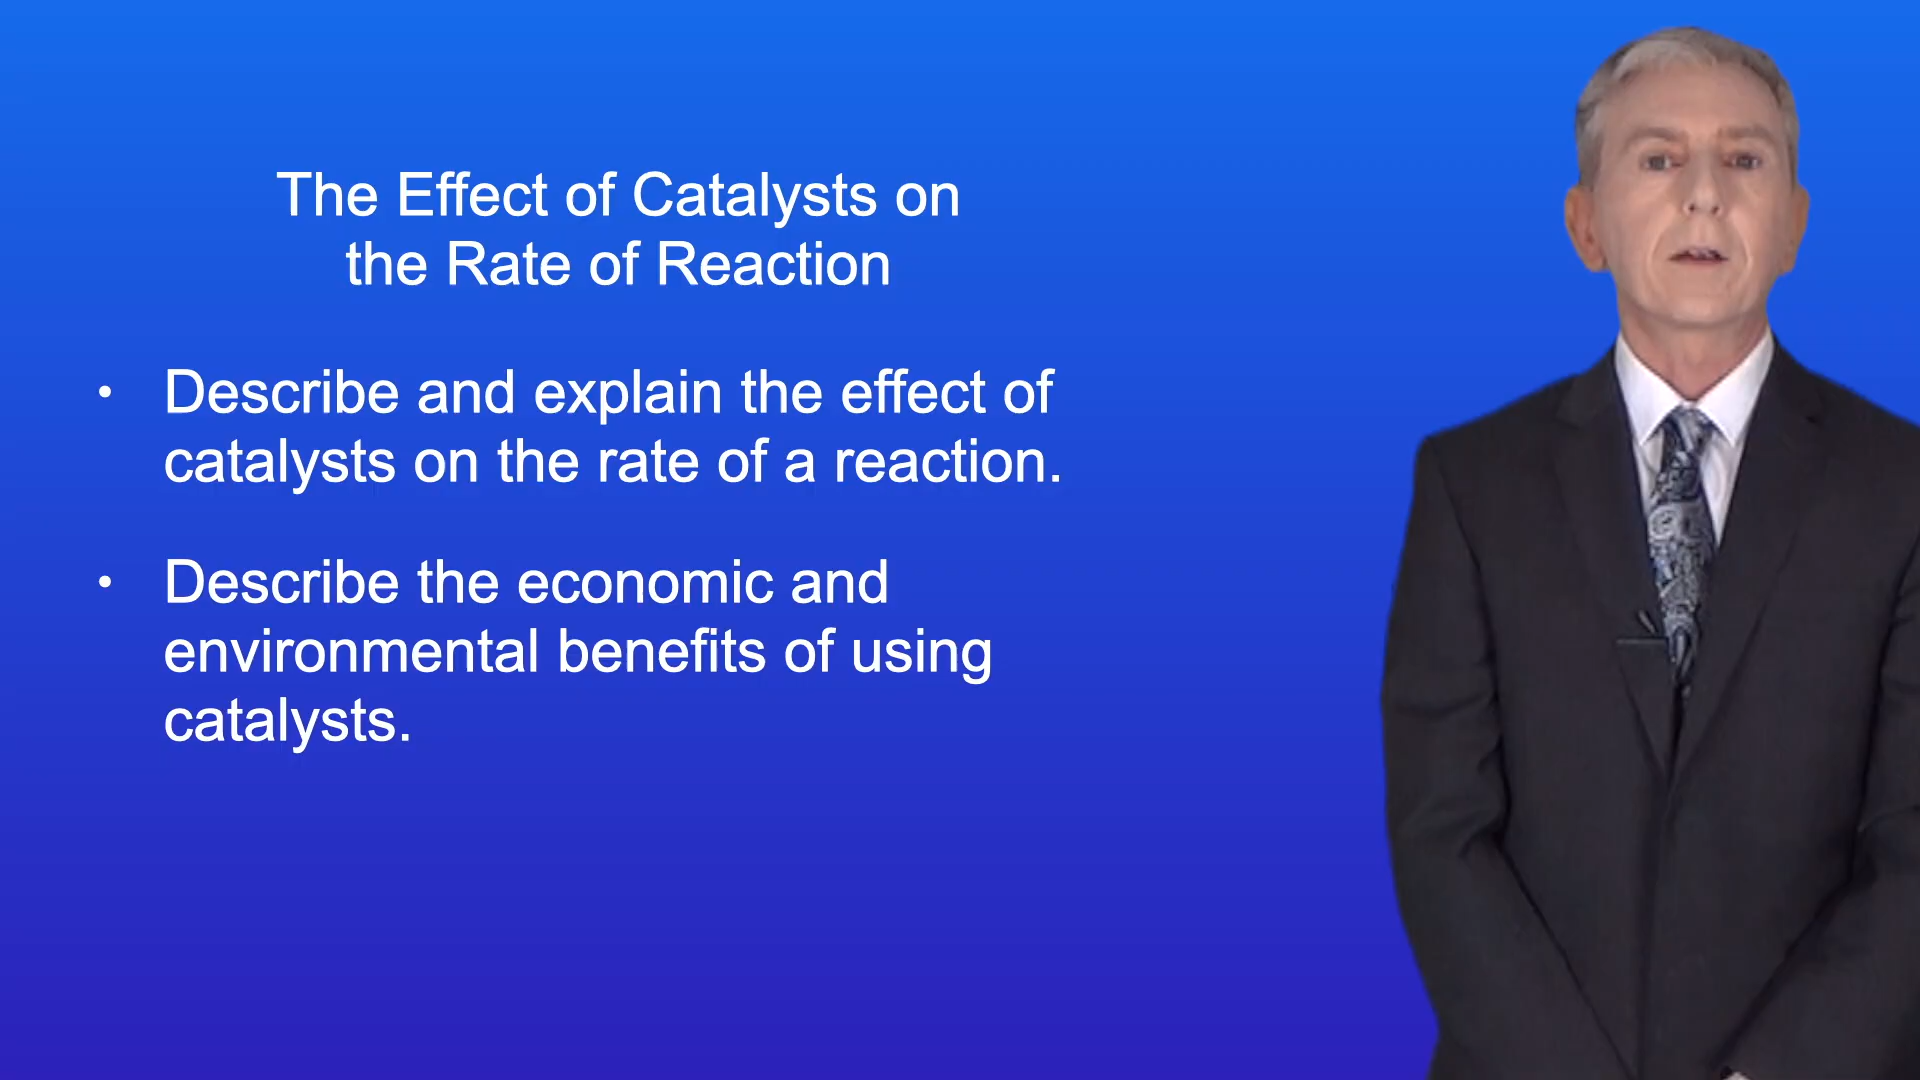 The Effect of Catalysts on
the Rate of Reaction
• Describe and explain the effect of
catalysts on the rate of a reaction.
• Describe the economic and
environmental benefits of using
catalysts.